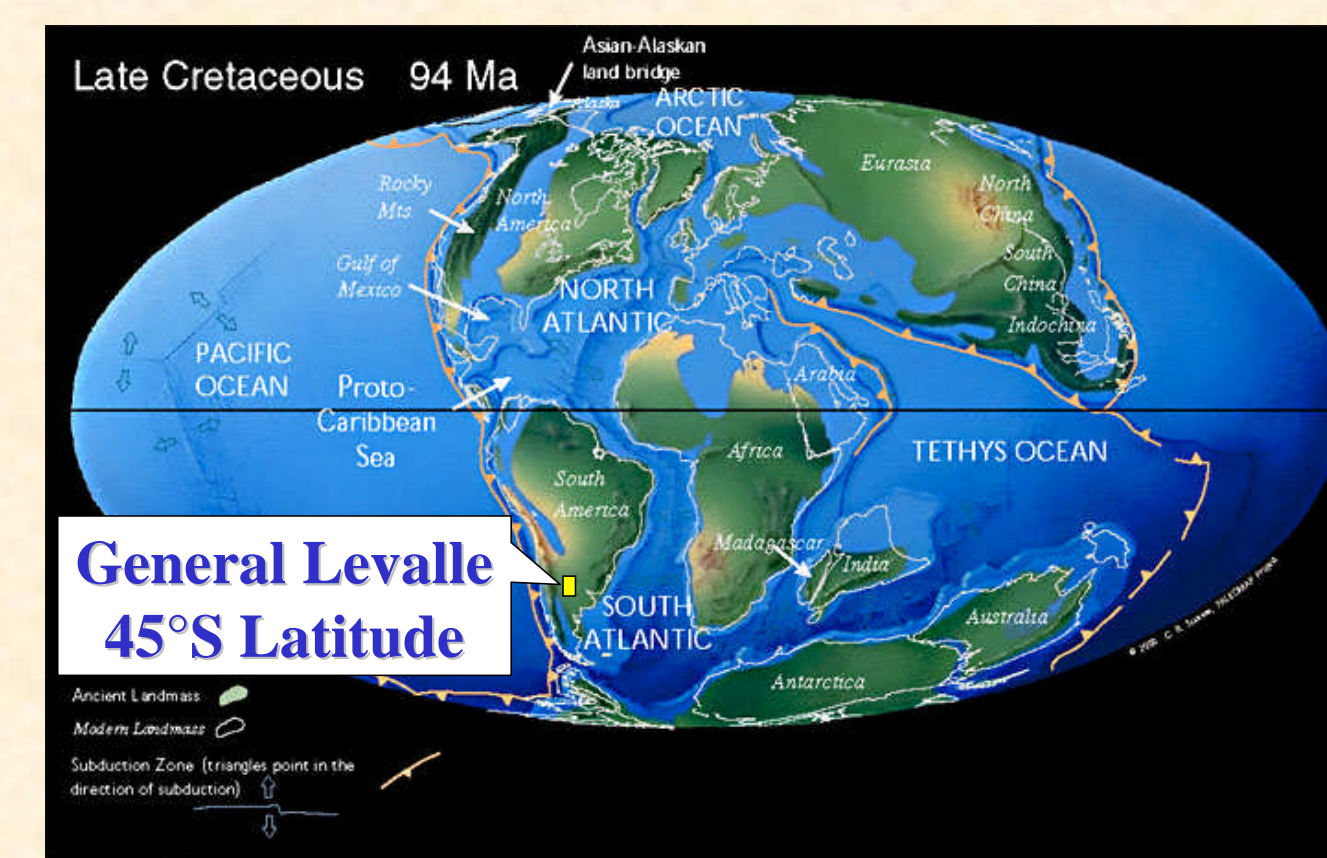 Late Cretaceous 94 Ma
Asian-Alaskan
land bridge
Alaska
ARCTIC
OCEAN
Eurasia
Rocky
Mts
North
America
North
China
South
China
Gulf of
Mexico
NORTH
ATLANTIC
Indochina
PACIFIC
OCEAN
Proto-
Caribbean
Sea
Arabia
Africa
TETHYS OCEAN
South
America
General Levalle
45°S Latitude
Madagascar
India
SOUTH
ATLANTIC
Australia
Antarctica
Ancient Landmass
Modern Landmass
Subduction Zone (triangles point in the
direction of subduction)